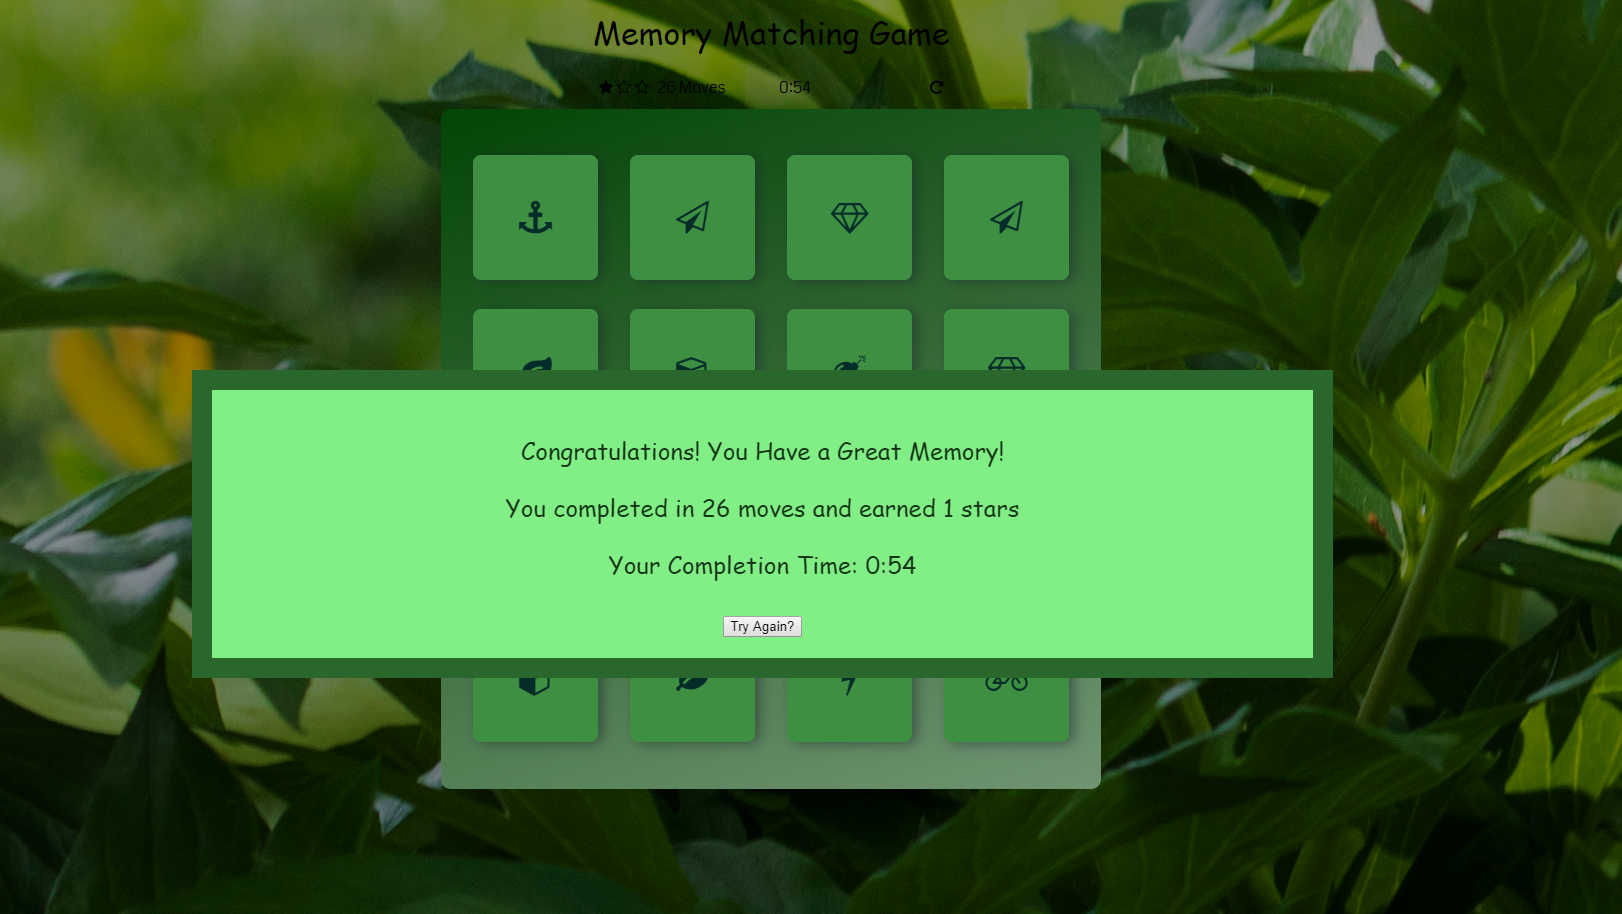 Memory Matching Game
26 Moves 0:54
Congratulations! You Have a Great Memory!
You completed in 26 moves and earned 1 stars
Your Completion Time: 0:54
Try Again?